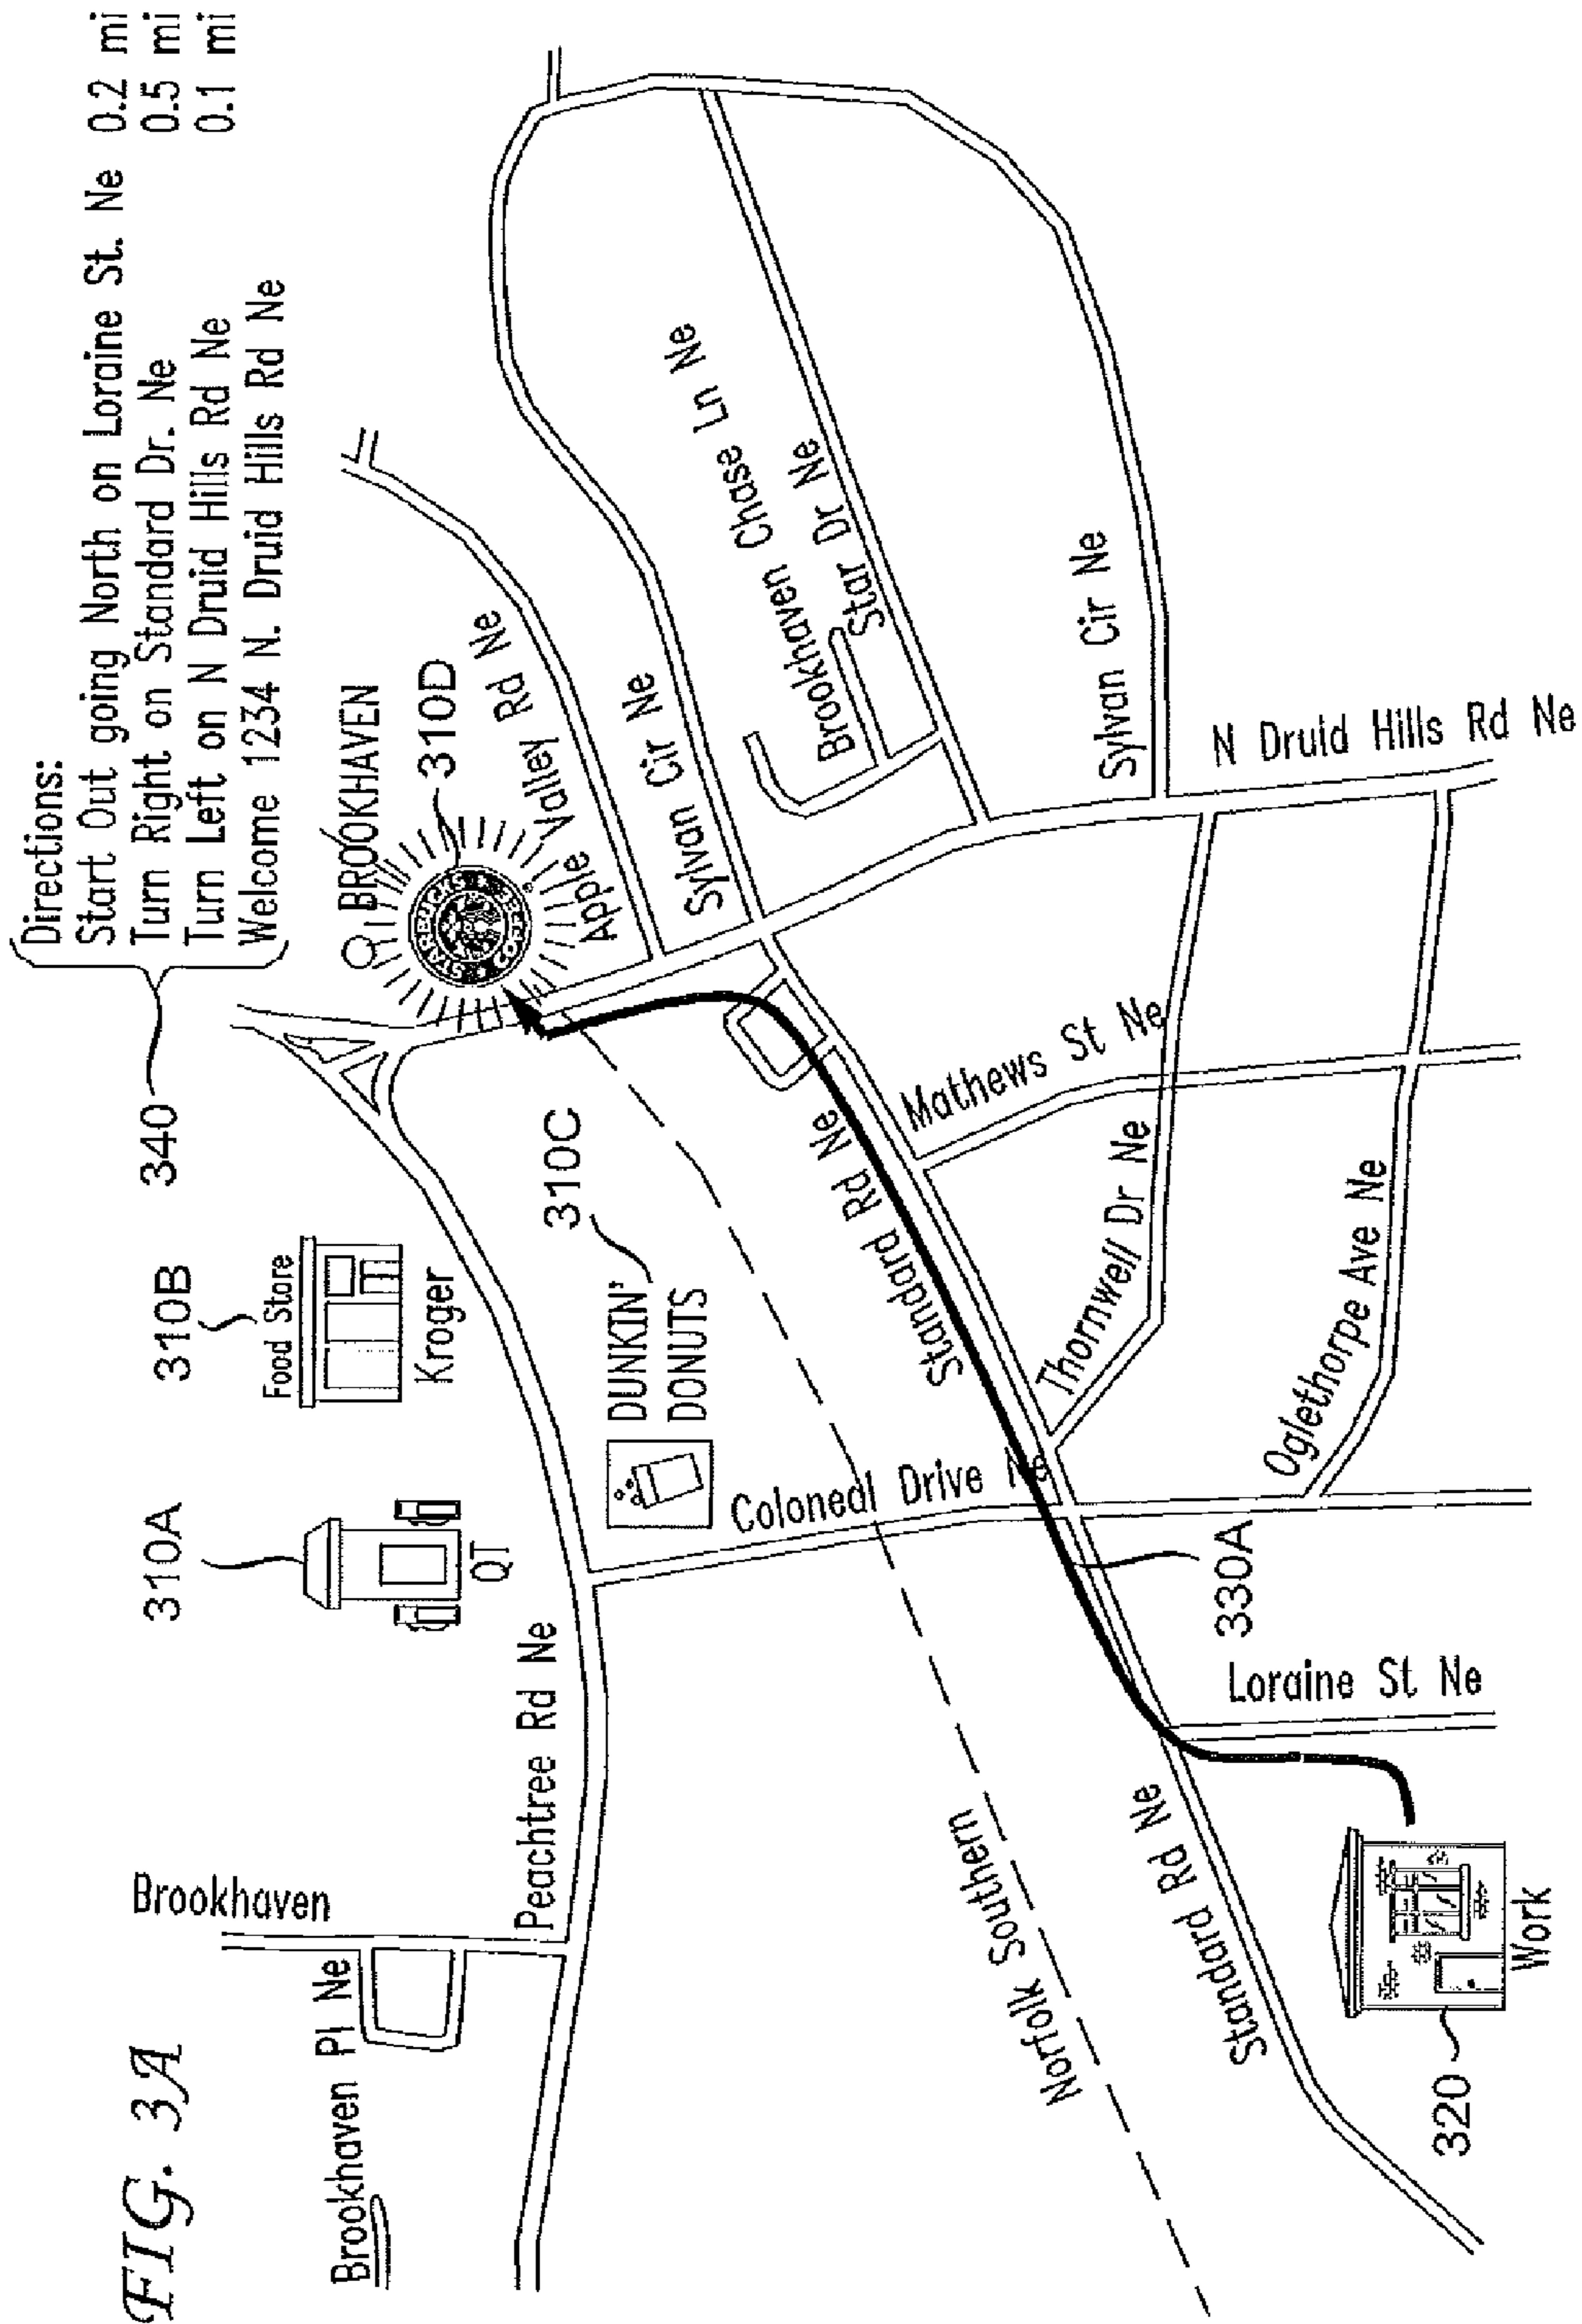 FIG. 3A
Directions:
Start Out going North on Loraine St. Ne 0.2 mi
Turn Right on Standard Dr. Ne 0.5 mi
Turn Left on N Druid Hills Rd Ne 0.1 mi
Welcome 1234 N. Druid Hills Rd Ne
340
310A
310B
Food Store
Kroger
QT
Brookhaven
Brookhaven Pl Ne
Peachtree Rd Ne
BROOKHAVEN
STARBUCKS COFFEE
®
310D
310C
DUNKIN'
DONUTS
Apple Valley Rd Ne
Sylvan Cir Ne
Brookhaven Chase Ln Ne
Star Dr Ne
Coloneal Drive Ne
Standard Rd Ne
Mathews St Ne
Sylvan Cir Ne
Norfolk Southern
Thornwell Dr Ne
N Druid Hills Rd Ne
Standard Rd Ne
330A
Oglethorpe Ave Ne
Loraine St Ne
320
Work